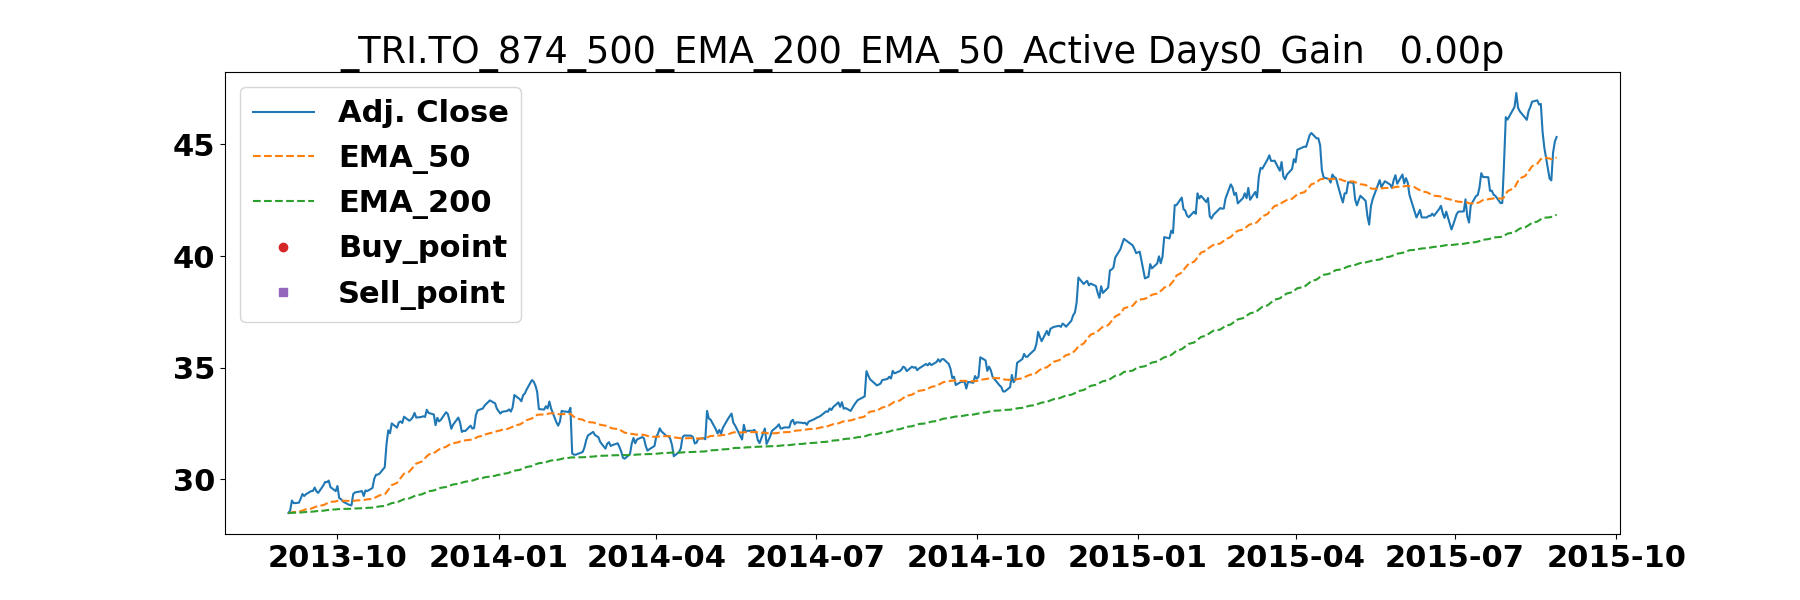 _TRI.TO_874_500_EMA_200_EMA_50_Active Days0_Gain   0.00p
Adj. Close
EMA_50
EMA_200
Buy_point
Sell_point
45
40
35
30
2013-10 2014-01 2014-04 2014-07 2014-10 2015-01 2015-04 2015-07 2015-10